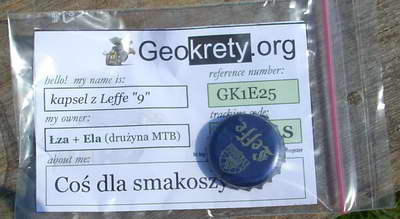 Geokrety.org
hello! my name is:
reference number:
kapsel z Leffe "9"
GK1E25
my owner:
tracking code:
Łza + Ela (drużyna MTB)
S
Leffe
about me:
Coś dla smakoszy